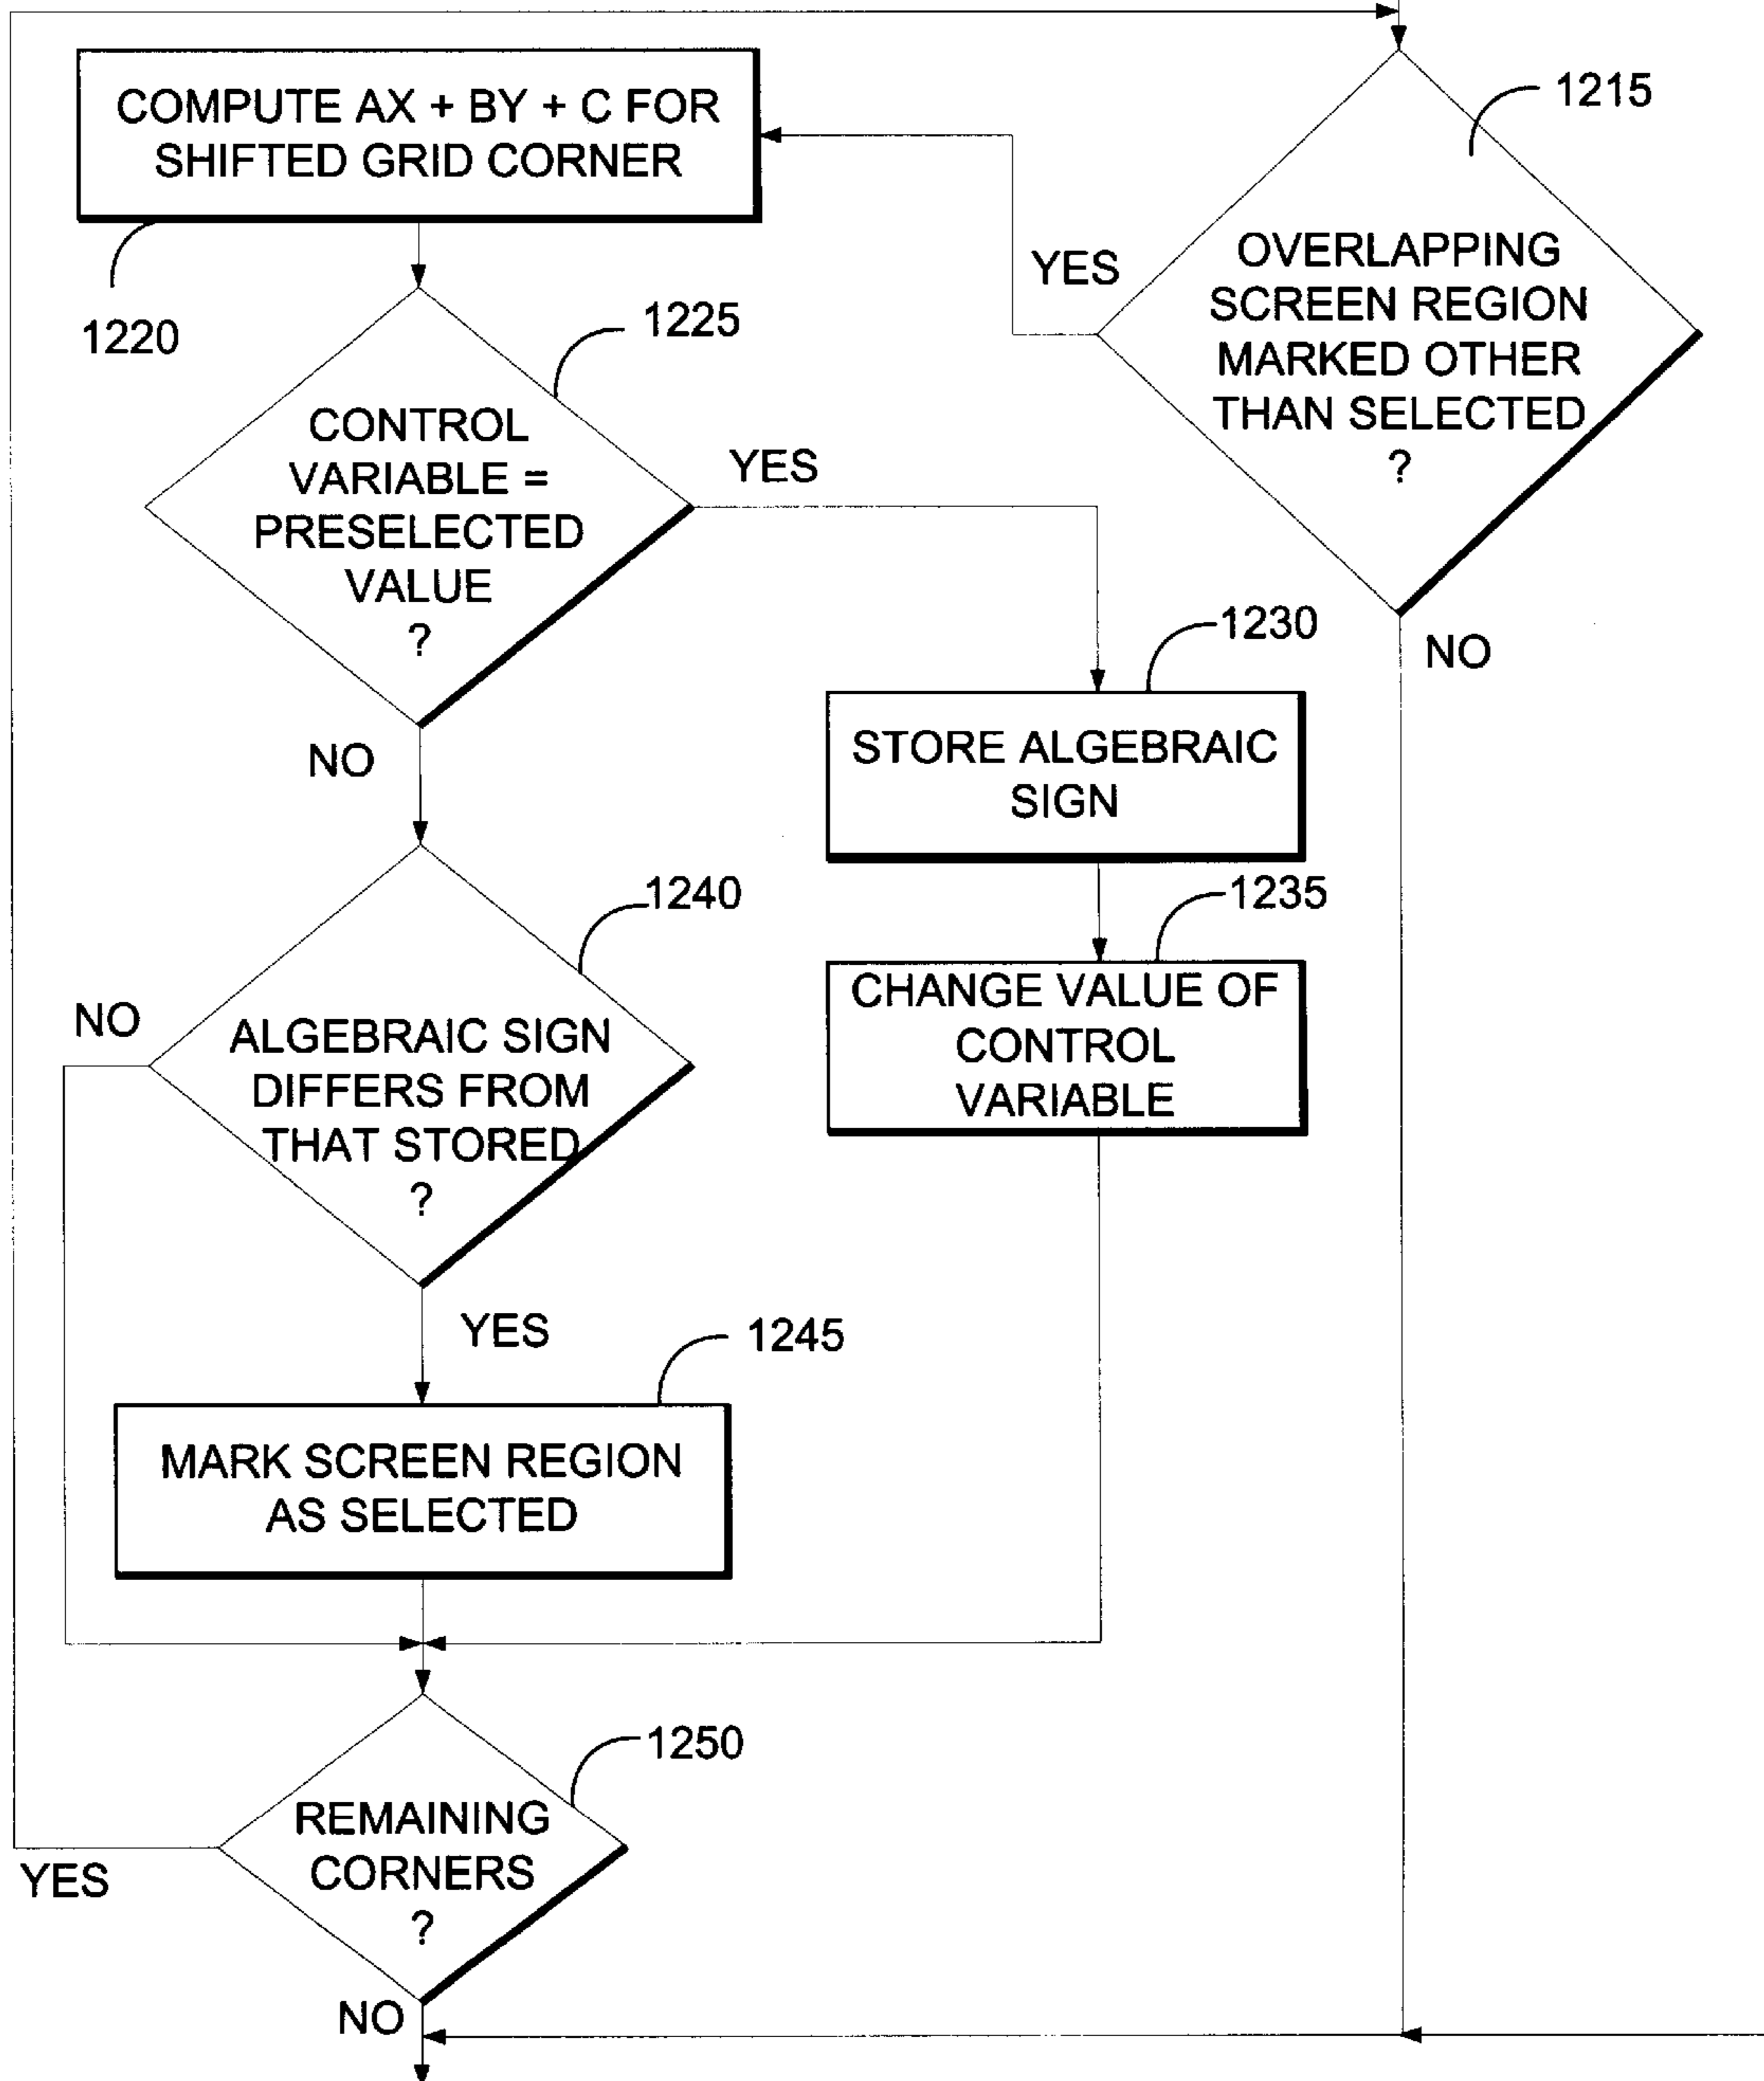 COMPUTE AX + BY + C FOR
SHIFTED GRID CORNER
1220
1215
OVERLAPPING
SCREEN REGION
MARKED OTHER
THAN SELECTED
?
YES
NO
1225
CONTROL
VARIABLE =
PRESELECTED
VALUE
?
YES
NO
1230
STORE ALGEBRAIC
SIGN
1235
CHANGE VALUE OF
CONTROL
VARIABLE
1240
ALGEBRAIC SIGN
DIFFERS FROM
THAT STORED
?
NO
YES
1245
MARK SCREEN REGION
AS SELECTED
1250
REMAINING
CORNERS
?
YES
NO